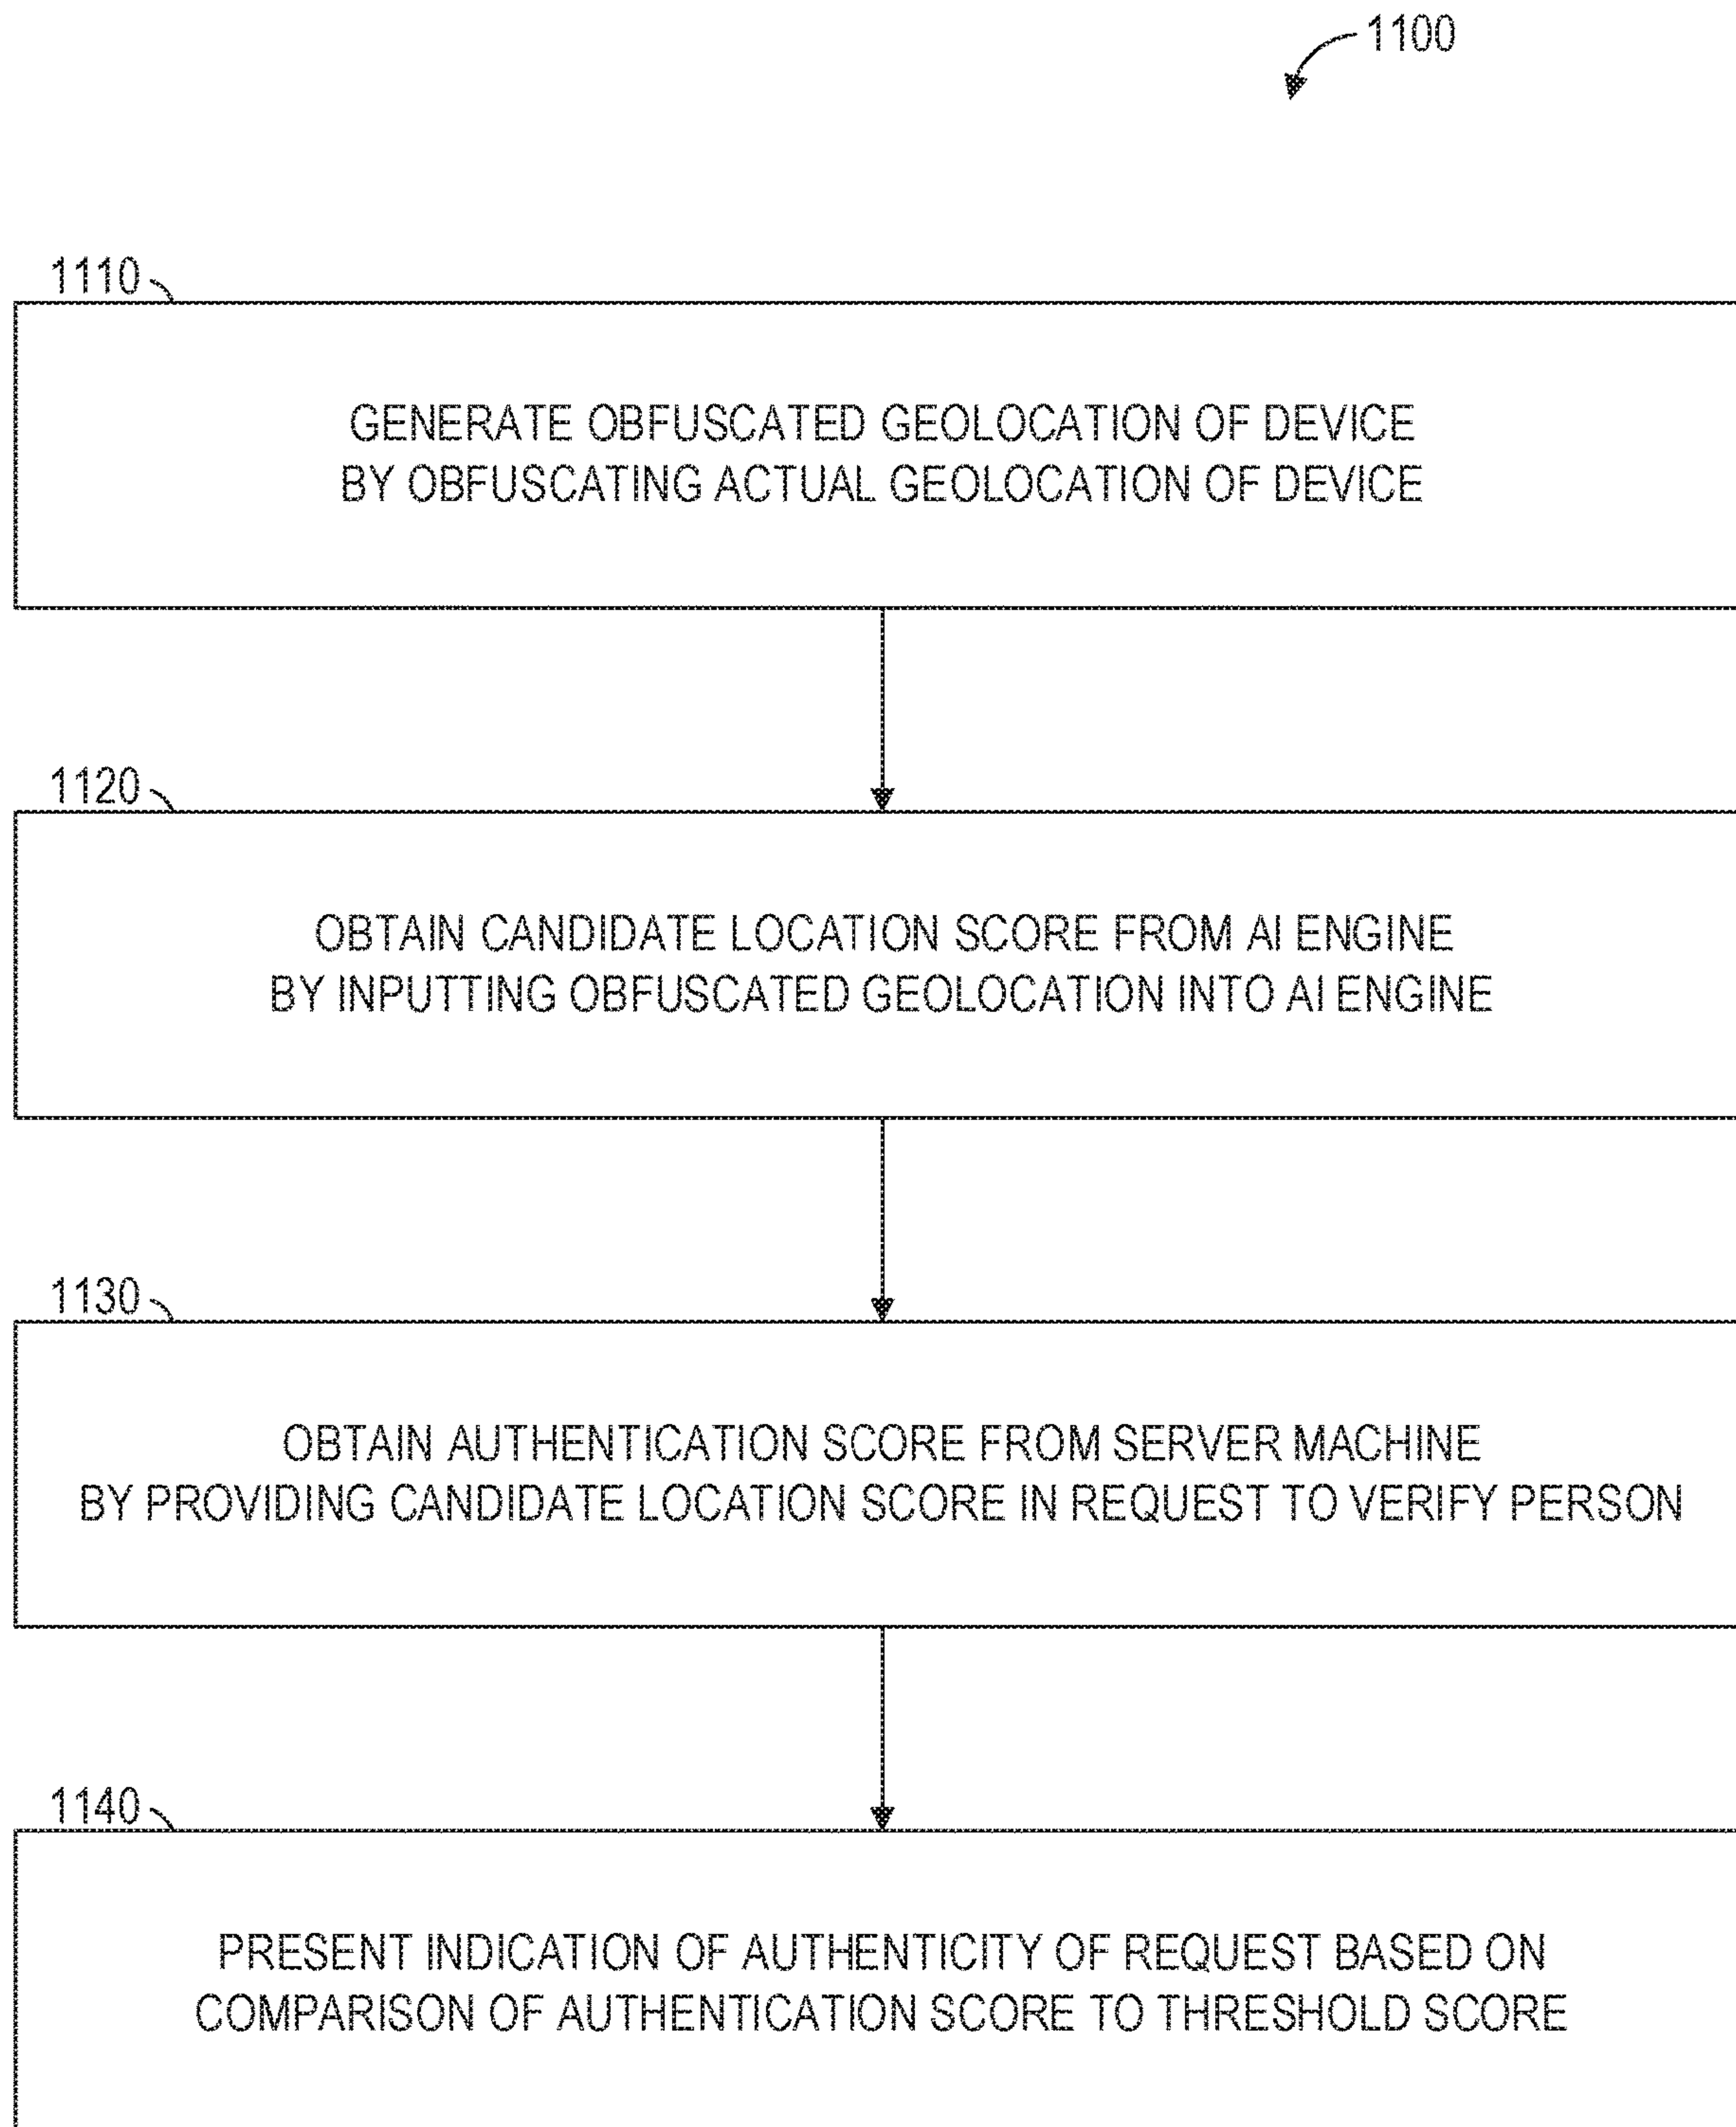 1100
1110
GENERATE OBFUSCATED GEOLOCATION OF DEVICE
BY OBFUSCATING ACTUAL GEOLOCATION OF DEVICE
1120
OBTAIN CANDIDATE LOCATION SCORE FROM AI ENGINE
BY INPUTTING OBFUSCATED GEOLOCATION INTO AI ENGINE
1130
OBTAIN AUTHENTICATION SCORE FROM SERVER MACHINE
BY PROVIDING CANDIDATE LOCATION SCORE IN REQUEST TO VERIFY PERSON
1140
PRESENT INDICATION OF AUTHENTICITY OF REQUEST BASED ON
COMPARISON OF AUTHENTICATION SCORE TO THRESHOLD SCORE